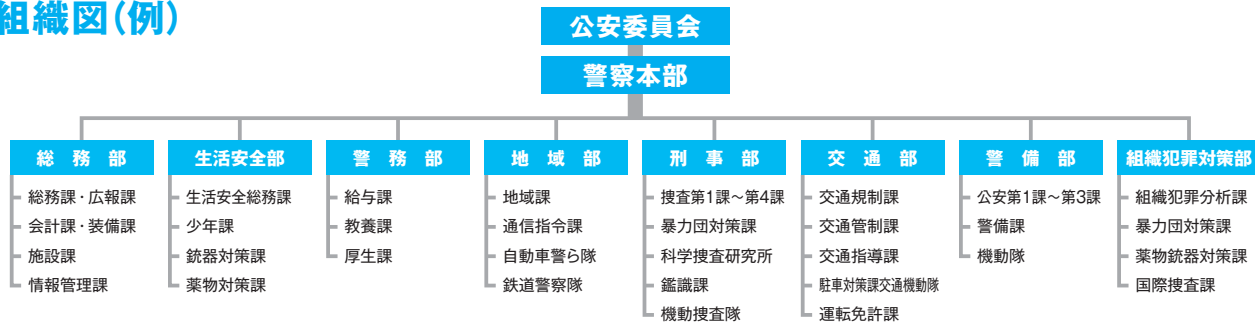 組織図(例)
公安委員会
警察本部
総務部
総務課・広報課
会計課・装備課
施設課
情報管理課
生活安全部
生活安全総務課
少年課
銃器対策課
薬物対策課
警務部
給与課
教養課
厚生課
地域部
地域課
通信指令課
自動車警ら隊
鉄道警察隊
刑事部
捜査第1課~第4課
暴力団対策課
科学捜査研究所
鑑識課
機動捜査隊
交通部
交通規制課
交通管制課
交通指導課
駐車対策課交通機動隊
運転免許課
警備部
公安第1課~第3課
警備課
機動隊
組織犯罪対策部
組織犯罪分析課
暴力団対策課
薬物銃器対策課
国際捜査課